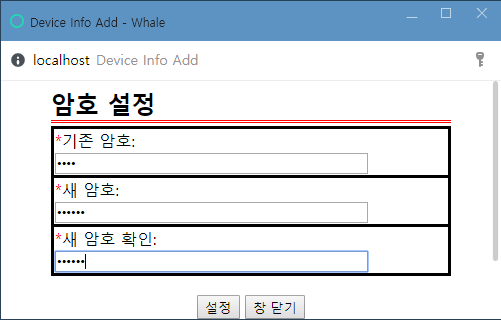 Device Info Add - Whale
localhost Device Info Add
암호 설정
*기존 암호:
••••
*새 암호:
••••••
*새 암호 확인:
••••••
설정 창 닫기